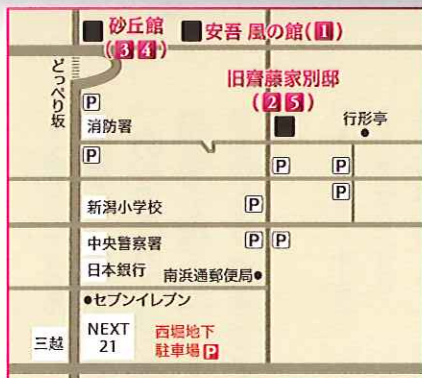 砂丘館
(3 4)
安吾 風の館(1)
どっぺり坂
旧齋藤家別邸
(2 5)
P
消防署
行形亭
P
P
P
P
新潟小学校
P
中央警察署
P
P
日本銀行
南浜通郵便局
セブンイレブン
三越
NEXT
21
西堀地下
駐車場 P